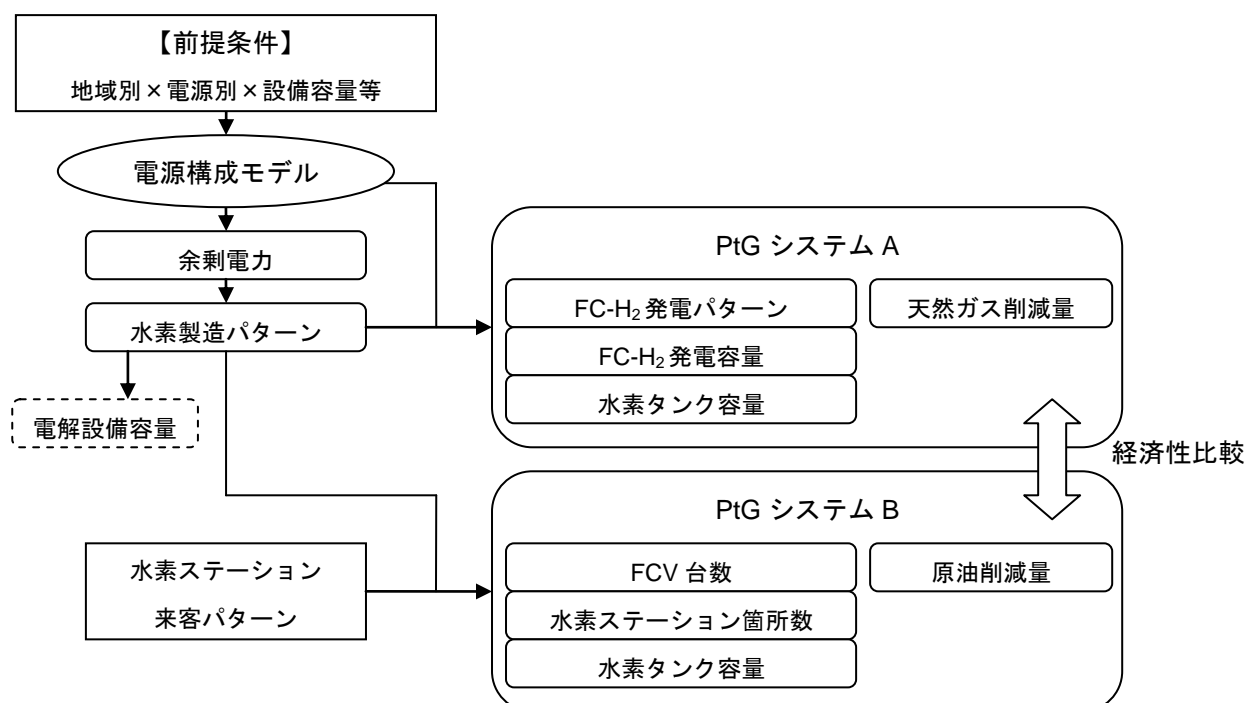 【前提条件】
地域別×電源別×設備容量等
電源構成モデル
余剰電力
水素製造パターン
電解設備容量
PtG システム A
FC-H₂発電パターン
天然ガス削減量
FC-H₂発電容量
水素タンク容量
経済性比較
PtG システム B
水素ステーション
来客パターン
FCV 台数
原油削減量
水素ステーション箇所数
水素タンク容量